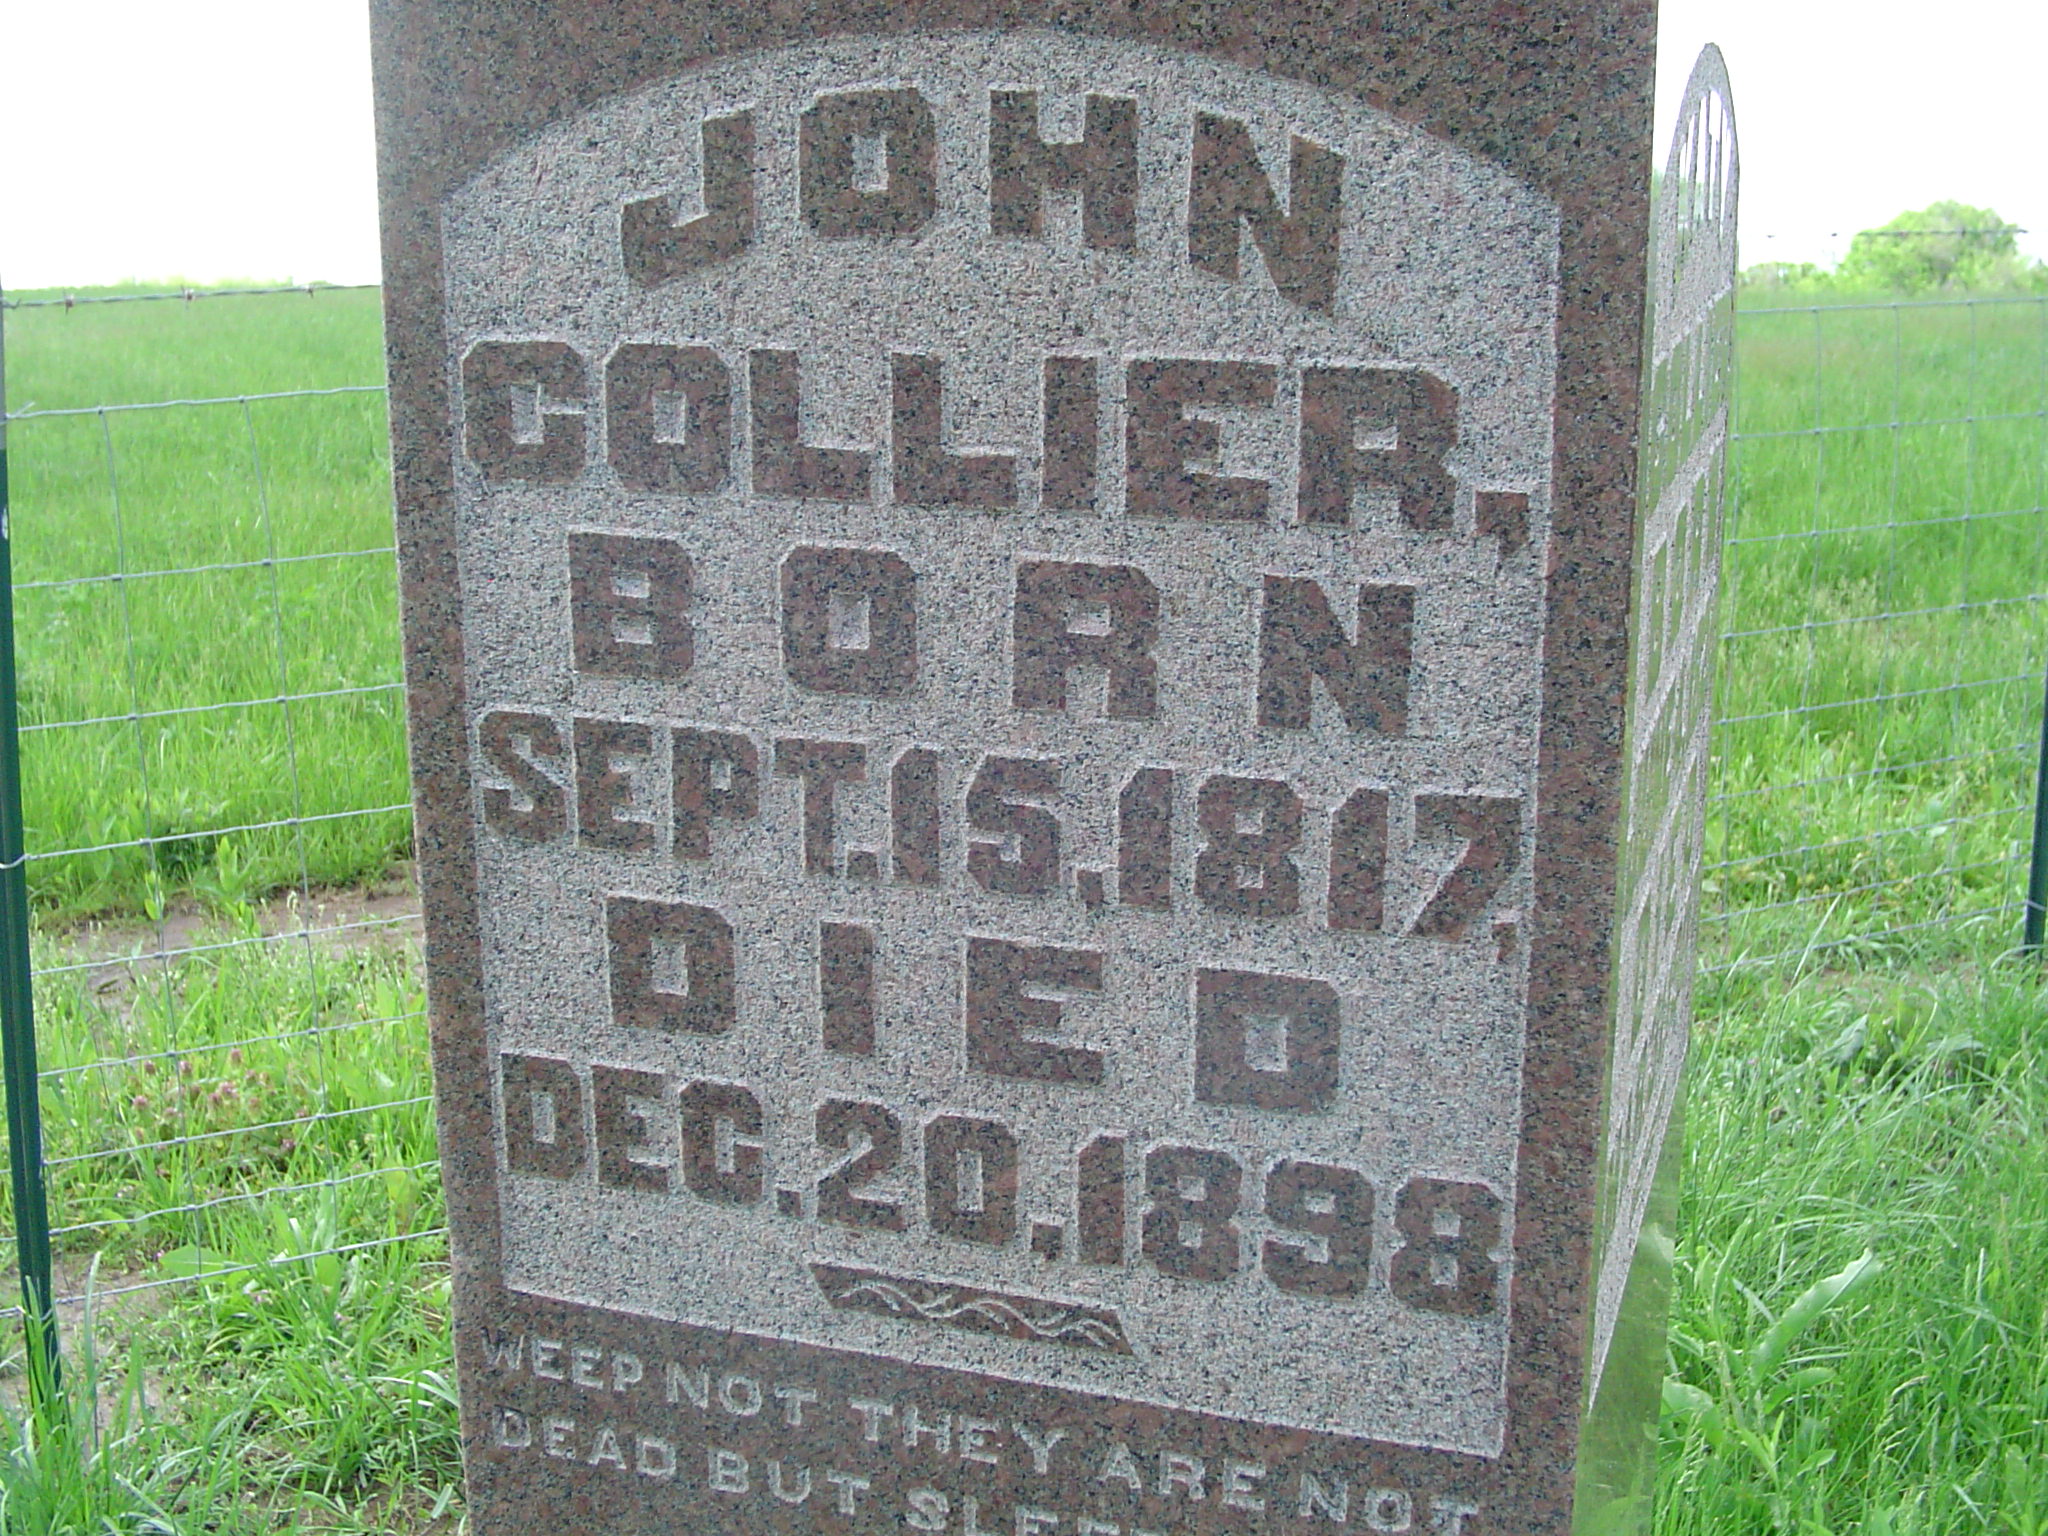 JOHN
COLLIER,
BORN
SEPT.15,1817,
DIED
DEC.20,1898
WEEP NOT THEY ARE NOT
DEAD BUT